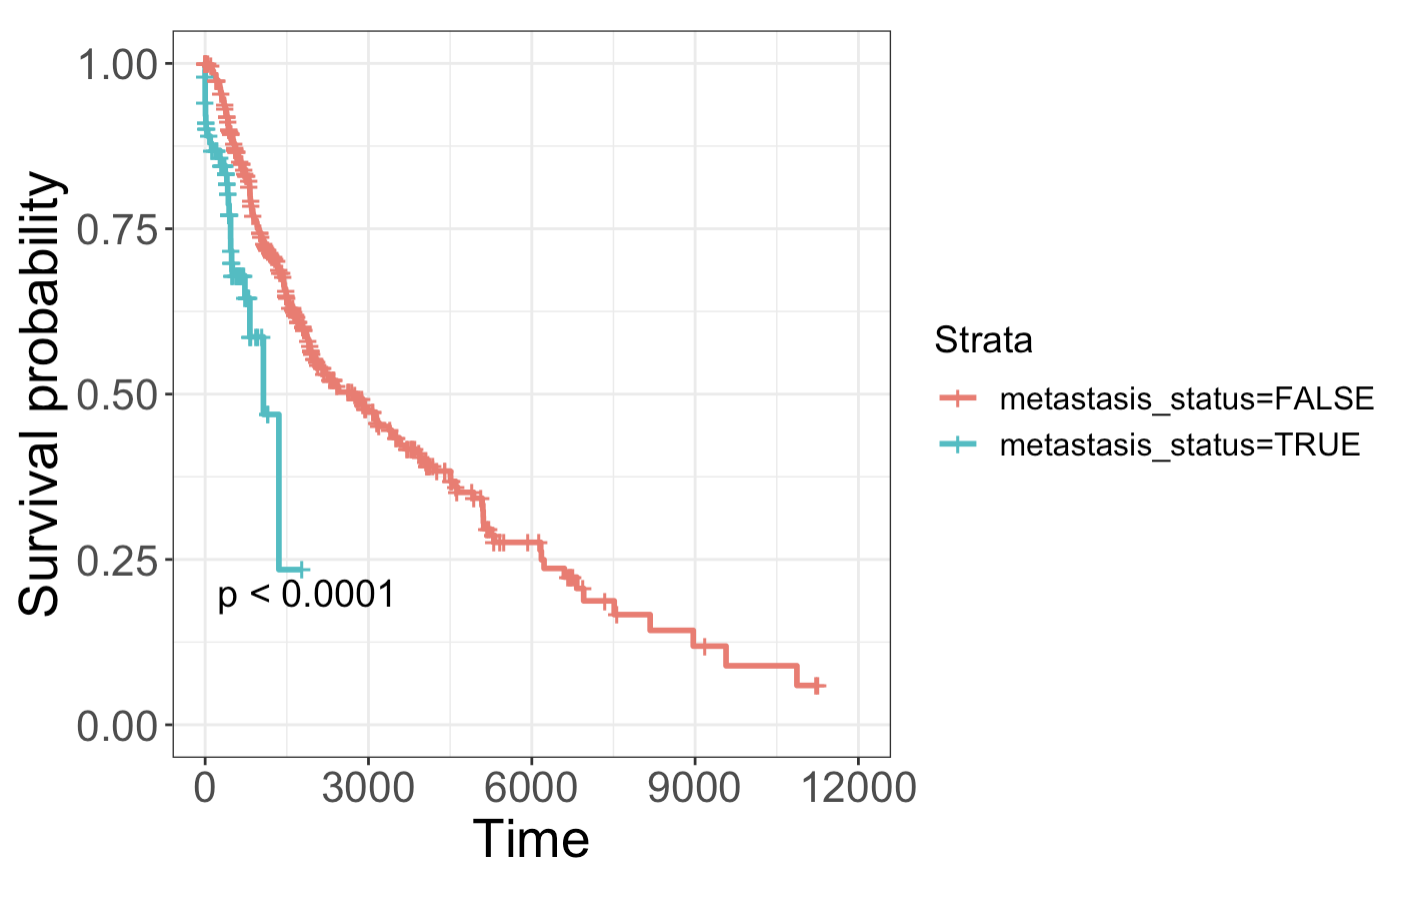 1.00
0.75
0.50
0.25
0.00
Survival probability
p < 0.0001
0 3000 6000 9000 12000
Time
Strata
metastasis_status=FALSE
metastasis_status=TRUE